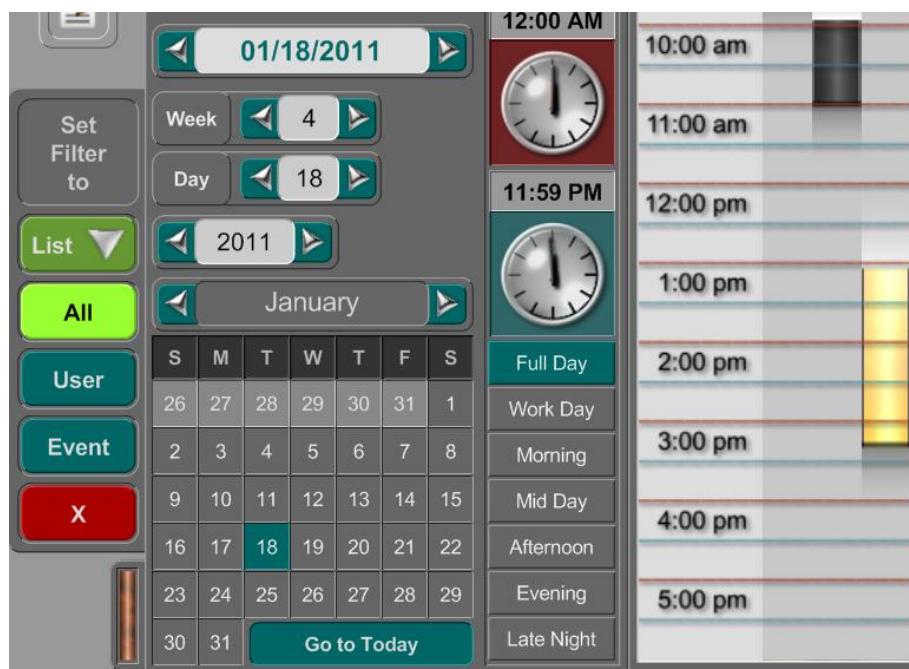 Set
Filter
to
List
All
User
Event
X
01/18/2011
Week 4
Day 18
2011
January
S M T W T F S
26 27 28 29 30 31 1
2 3 4 5 6 7 8
9 10 11 12 13 14 15
16 17 18 19 20 21 22
23 24 25 26 27 28 29
30 31 Go to Today
12:00 AM
11:59 PM
Full Day
Work Day
Morning
Mid Day
Afternoon
Evening
Late Night
10:00 am
11:00 am
12:00 pm
1:00 pm
2:00 pm
3:00 pm
4:00 pm
5:00 pm